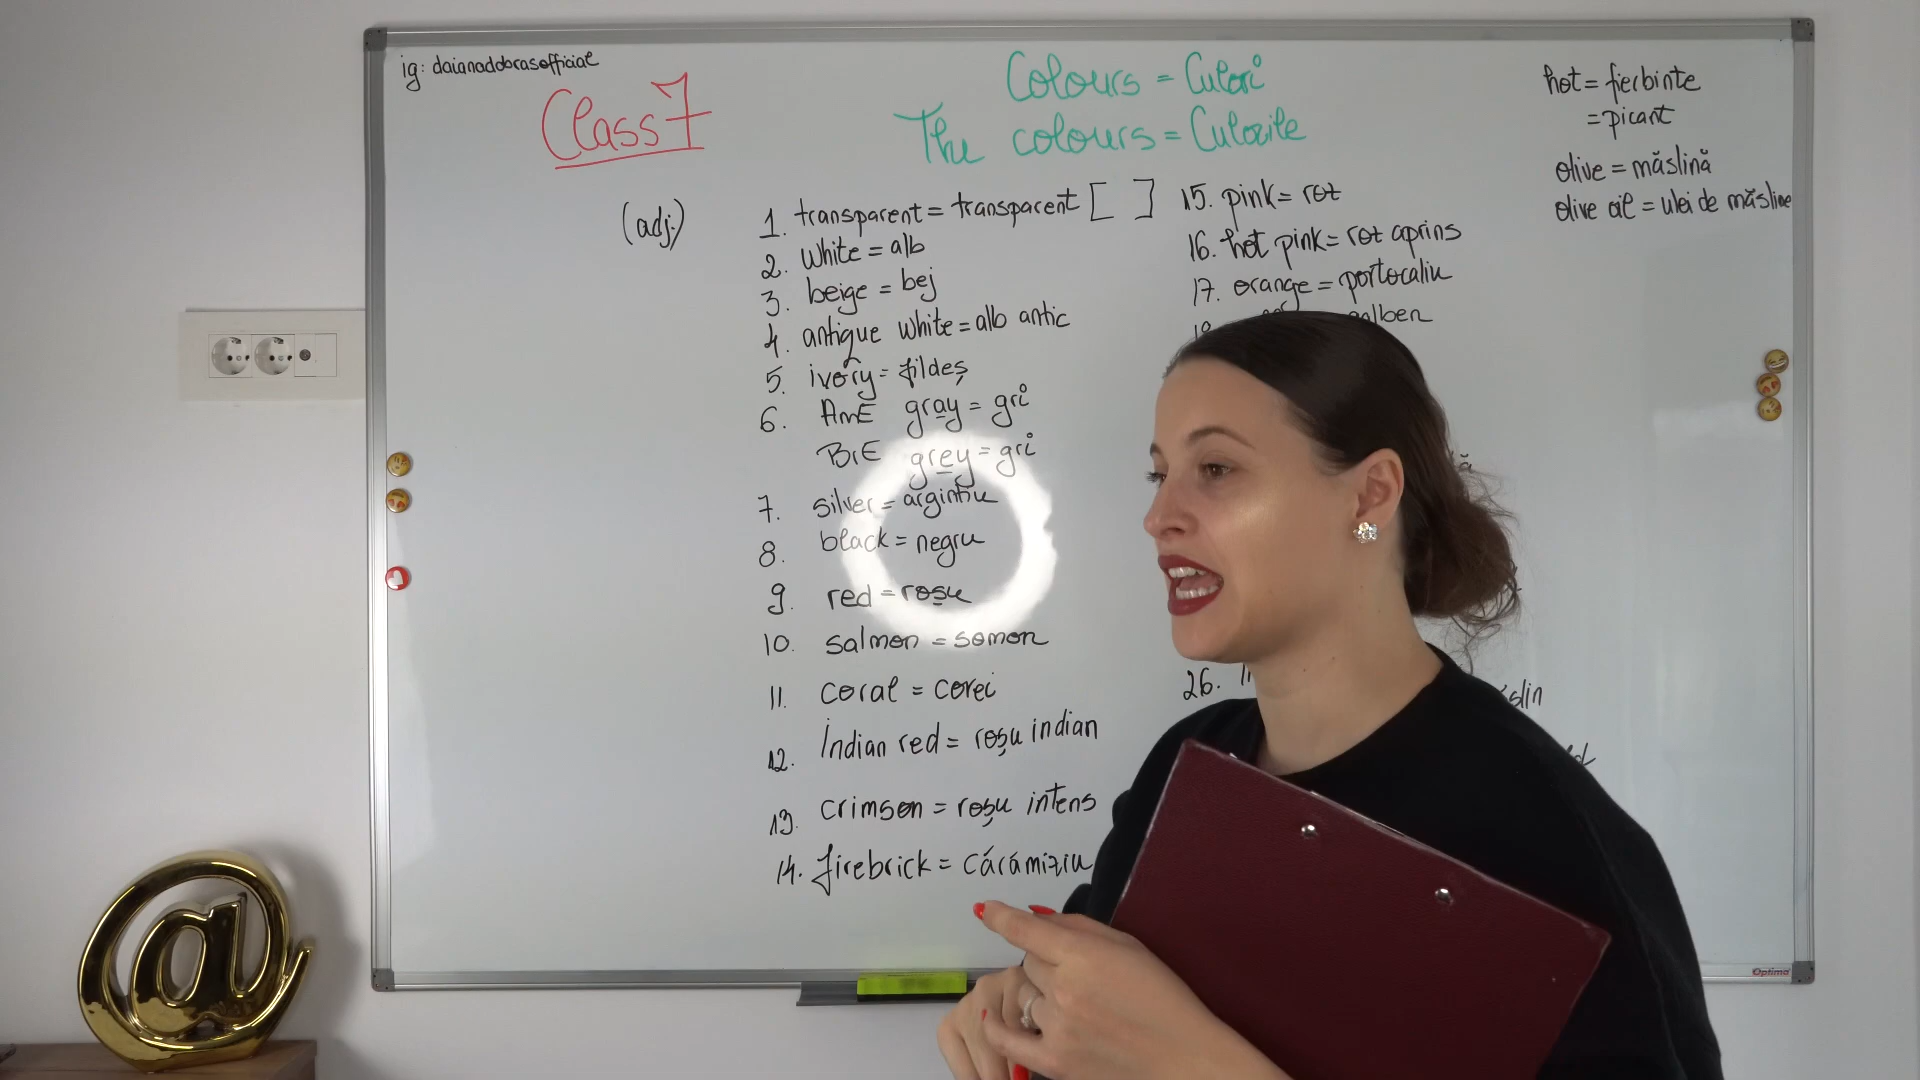 ig: daianaddobrasofficial
Class 7
Colours = Culori
The colours = Culorile
(adj.)
1. transparent = transparent [ ]
2. white = alb
3. beige = bej
4. antique white = alb antic
5. ivory = fildeș
6. AmE gray = gri
BrE grey = gri
7. silver = argintiu
8. black = negru
9. red = roșu
10. salmon = somon
11. coral = corai
12. Indian red = roșu indian
13. crimson = roșu intens
14. firebrick = cărămiziu
15. pink = roz
16. hot pink = roz aprins
17. orange = portocaliu
galben
26.
hot = fierbinte
= picant
olive = măslină
olive oil = ulei de măsline
Optima